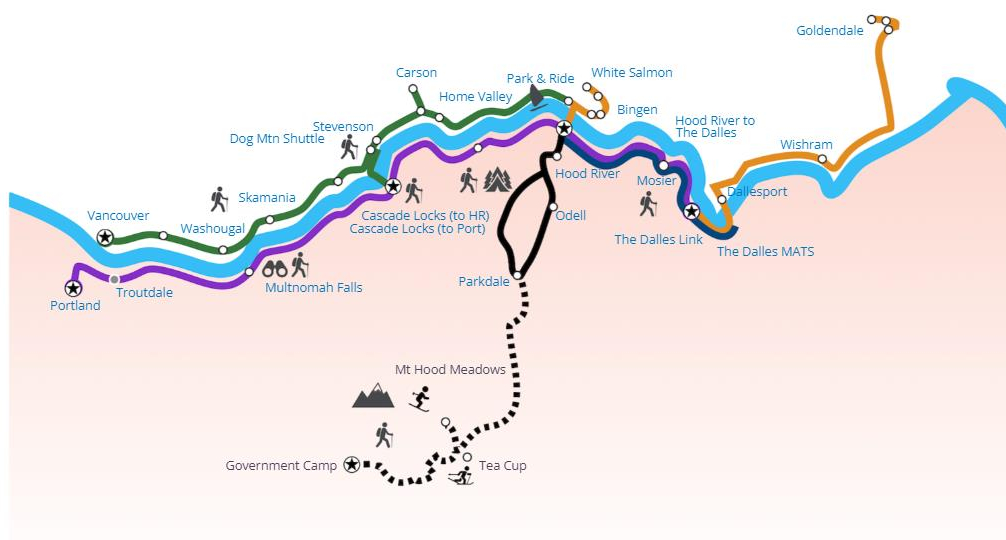 Goldendale
Carson
Park & Ride
White Salmon
Home Valley
Bingen
Stevenson
Hood River to
The Dalles
Dog Mtn Shuttle
Wishram
Hood River
Mosier
Dallesport
Skamania
Cascade Locks (to HR)
Cascade Locks (to Port)
Odell
Vancouver
Washougal
The Dalles Link
The Dalles MATS
Parkdale
Multnomah Falls
Troutdale
Portland
Mt Hood Meadows
Government Camp
Tea Cup